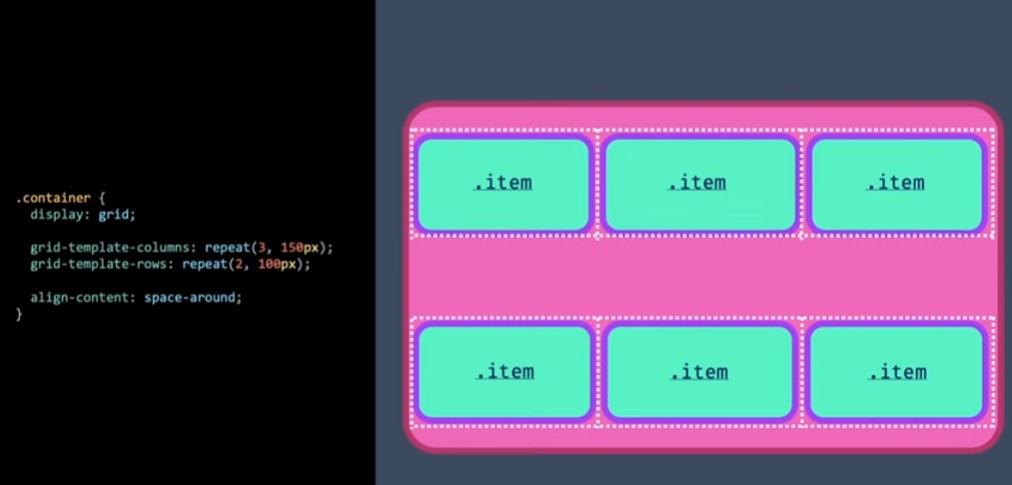 .container {
display: grid;
grid-template-columns: repeat(3, 150px);
grid-template-rows: repeat(2, 100px);
align-content: space-around;
}
.item .item .item
.item .item .item